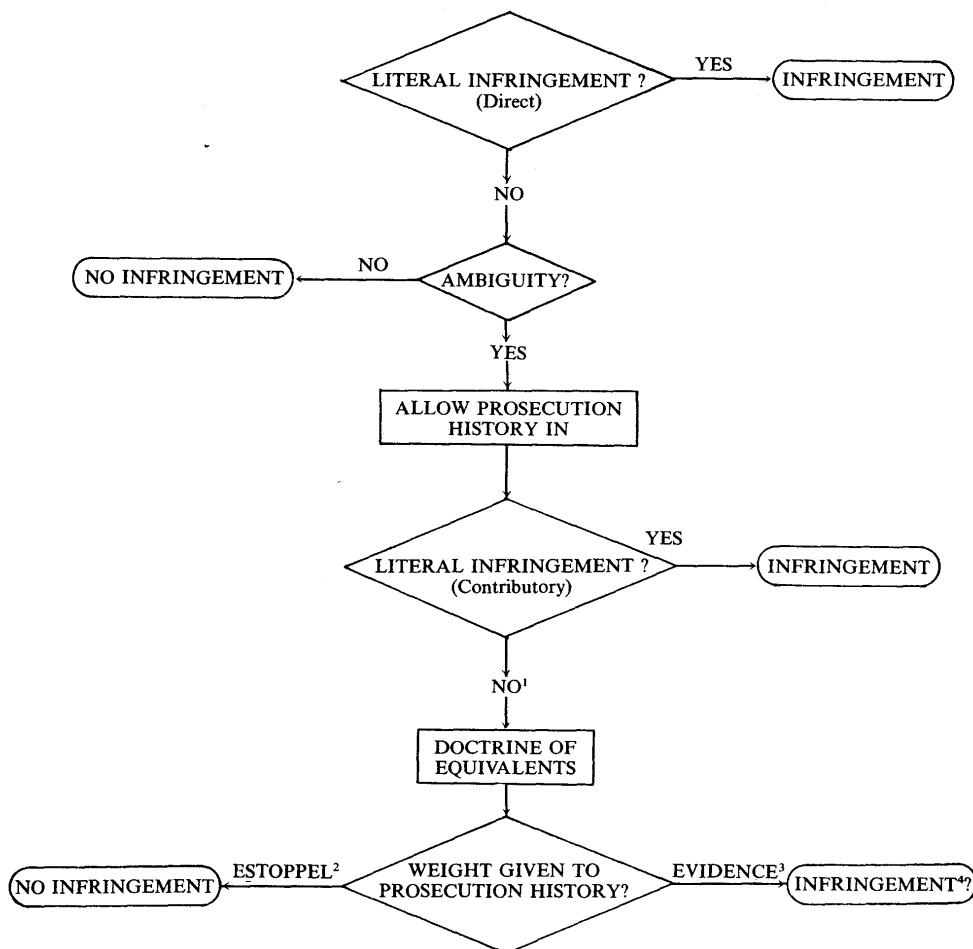 LITERAL INFRINGEMENT ?
(Direct)
YES
INFRINGEMENT
NO
NO INFRINGEMENT
NO
AMBIGUITY?
YES
ALLOW PROSECUTION
HISTORY IN
LITERAL INFRINGEMENT ?
(Contributory)
YES
INFRINGEMENT
NO¹
DOCTRINE OF
EQUIVALENTS
NO INFRINGEMENT
ESTOPPEL²
WEIGHT GIVEN TO
PROSECUTION HISTORY?
EVIDENCE³
INFRINGEMENT⁴?